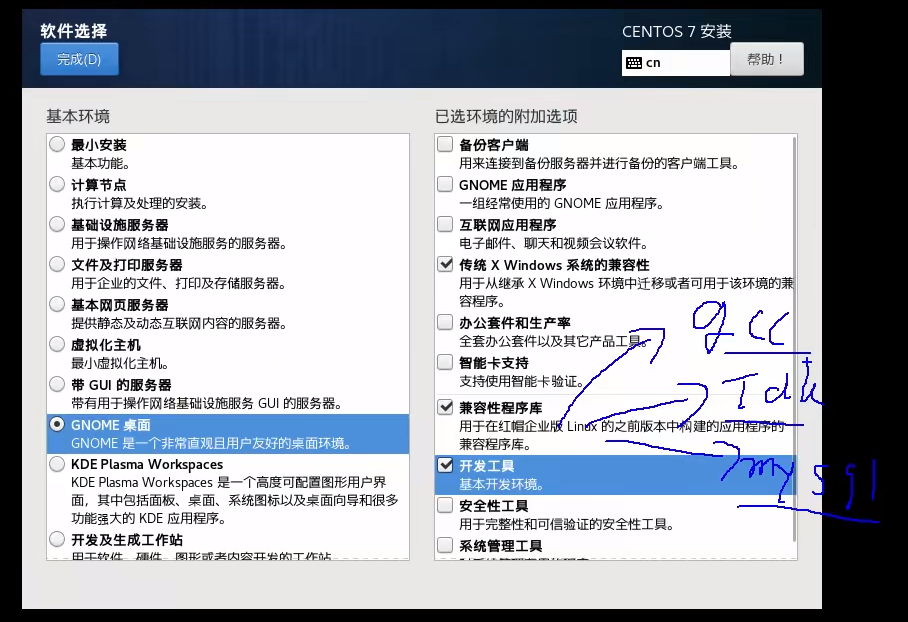 软件选择
完成(D)
CENTOS 7 安装
cn
帮助！
基本环境
最小安装
基本功能。
计算节点
执行计算及处理的安装。
基础设施服务器
用于操作网络基础设施服务的服务器。
文件及打印服务器
用于企业的文件、打印及存储服务器。
基本网页服务器
提供静态及动态互联网内容的服务器。
虚拟化主机
最小虚拟化主机。
带 GUI 的服务器
带有用于操作网络基础设施服务 GUI 的服务器。
GNOME 桌面
GNOME 是一个非常直观且用户友好的桌面环境。
KDE Plasma Workspaces
KDE Plasma Workspaces 是一个高度可配置图形用户界
面，其中包括面板、桌面、系统图标以及桌面向导和很多
功能强大的 KDE 应用程序。
开发及生成工作站
用于软件、硬件、图形或者内容开发的工作站。
已选环境的附加选项
备份客户端
用来连接到备份服务器并进行备份的客户端工具。
GNOME 应用程序
一组经常使用的 GNOME 应用程序。
互联网应用程序
电子邮件、聊天和视频会议软件。
传统 X Windows 系统的兼容性
用于从继承 X Windows 环境中迁移或者可用于该环境的兼
容程序。
办公套件和生产率
全套办公套件以及其它产品工具。
智能卡支持
支持使用智能卡验证。
兼容性程序库
用于在红帽企业版 Linux 的之前版本中构建的应用程序的
兼容程序库。
开发工具
基本开发环境。
安全性工具
用于完整性和可信验证的安全性工具。
系统管理工具
gcc
Jdk
mysql